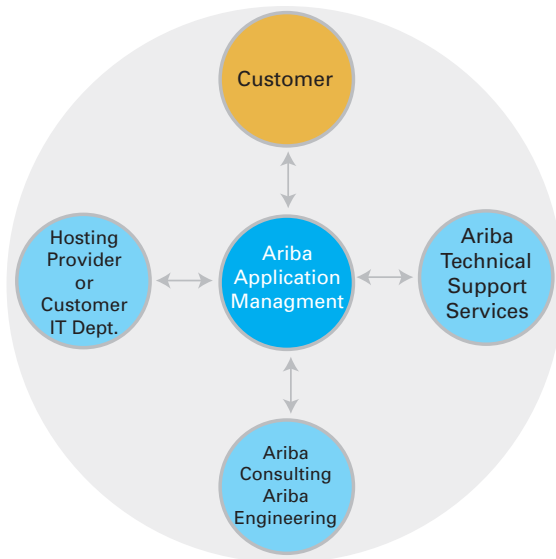 Customer
Hosting
Provider
or
Customer
IT Dept.
Ariba
Application
Managment
Ariba
Technical
Support
Services
Ariba
Consulting
Ariba
Engineering